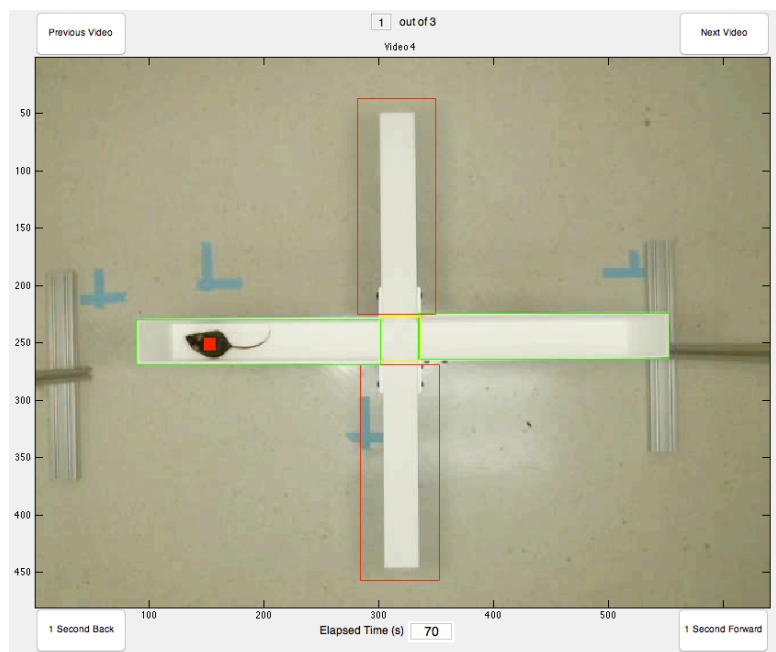 Previous Video
1 out of 3
Next Video
Video 4
50
100
150
200
250
300
350
400
450
100
200
300
400
500
1 Second Back
Elapsed Time (s) 70
1 Second Forward